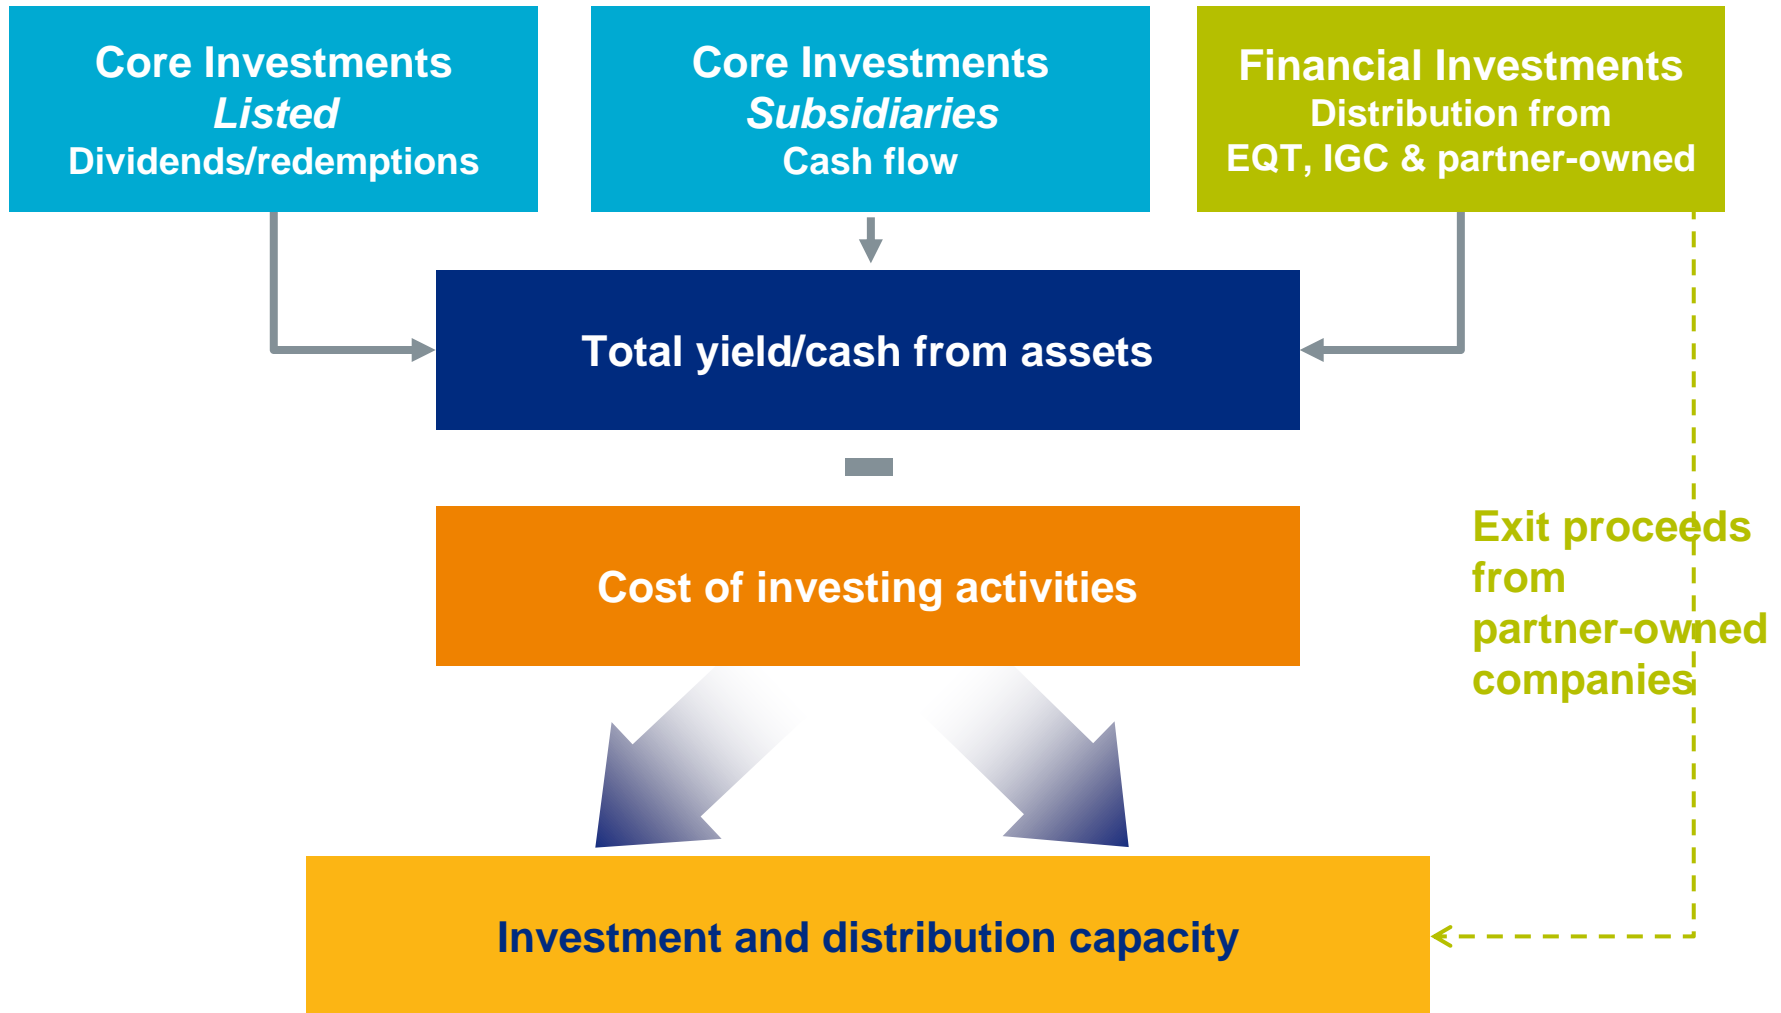 Core Investments
Listed
Dividends/redemptions
Core Investments
Subsidiaries
Cash flow
Financial Investments
Distribution from
EQT, IGC & partner-owned
Total yield/cash from assets
Cost of investing activities
Exit proceeds
from
partner-owned
companies
Investment and distribution capacity